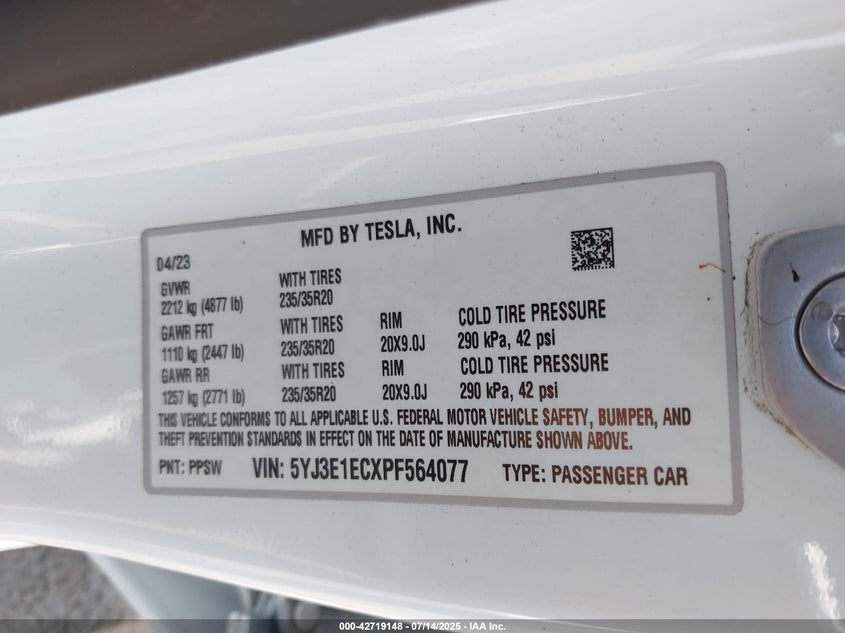 MFD BY TESLA, INC.
04/23
GVWR WITH TIRES
2212 kg (4877 lb) 235/35R20
GAWR FRT WITH TIRES RIM COLD TIRE PRESSURE
1110 kg (2447 lb) 235/35R20 20X9.0J 290 kPa, 42 psi
GAWR RR WITH TIRES RIM COLD TIRE PRESSURE
1257 kg (2771 lb) 235/35R20 20X9.0J 290 kPa, 42 psi
THIS VEHICLE CONFORMS TO ALL APPLICABLE U.S. FEDERAL MOTOR VEHICLE SAFETY, BUMPER, AND
THEFT PREVENTION STANDARDS IN EFFECT ON THE DATE OF MANUFACTURE SHOWN ABOVE.
PNT: PPSW VIN: 5YJ3E1ECXPF564077 TYPE: PASSENGER CAR
000-42719148 - 07/14/2025 - IAA Inc.